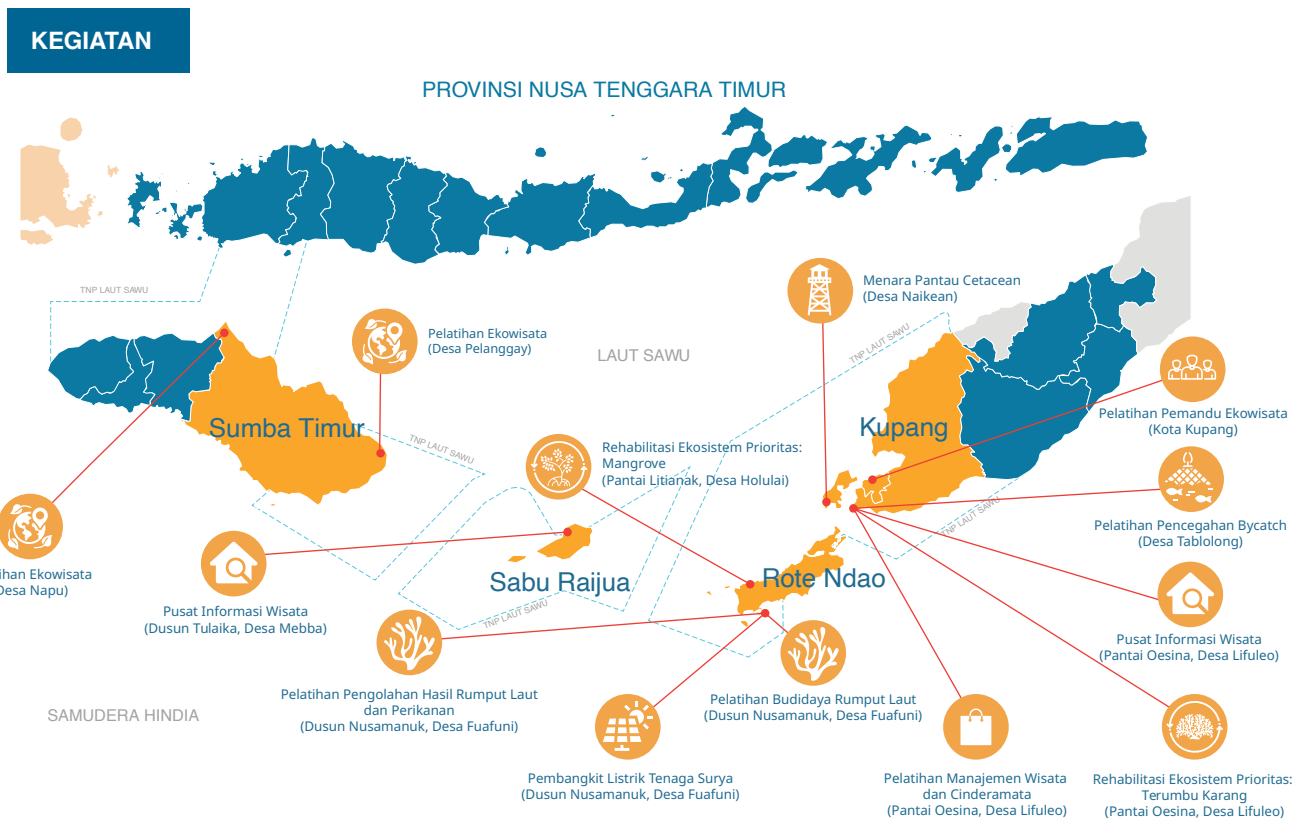 KEGIATAN
PROVINSI NUSA TENGGARA TIMUR
TNP LAUT SAWU
Menara Pantau Cetacean
(Desa Naikean)
Pelatihan Ekowisata
(Desa Pelanggay)
LAUT SAWU
TNP LAUT SAWU
Pelatihan Pemandu Ekowisata
(Kota Kupang)
Sumba Timur
Kupang
TNP LAUT SAWU
Rehabilitasi Ekosistem Prioritas:
Mangrove
(Pantai Litianak, Desa Holulai)
TNP LAUT SAWU
Pelatihan Pencegahan Bycatch
(Desa Tablolong)
ihan Ekowisata
Desa Napu)
Sabu Raijua
Rote Ndao
Pusat Informasi Wisata
(Dusun Tulaika, Desa Mebba)
TNP LAUT SAWU
Pusat Informasi Wisata
(Pantai Oesina, Desa Lifuleo)
Pelatihan Pengolahan Hasil Rumput Laut
dan Perikanan
(Dusun Nusamanuk, Desa Fuafuni)
Pelatihan Budidaya Rumput Laut
(Dusun Nusamanuk, Desa Fuafuni)
SAMUDERA HINDIA
Pembangkit Listrik Tenaga Surya
(Dusun Nusamanuk, Desa Fuafuni)
Pelatihan Manajemen Wisata
dan Cinderamata
(Pantai Oesina, Desa Lifuleo)
Rehabilitasi Ekosistem Prioritas:
Terumbu Karang
(Pantai Oesina, Desa Lifuleo)